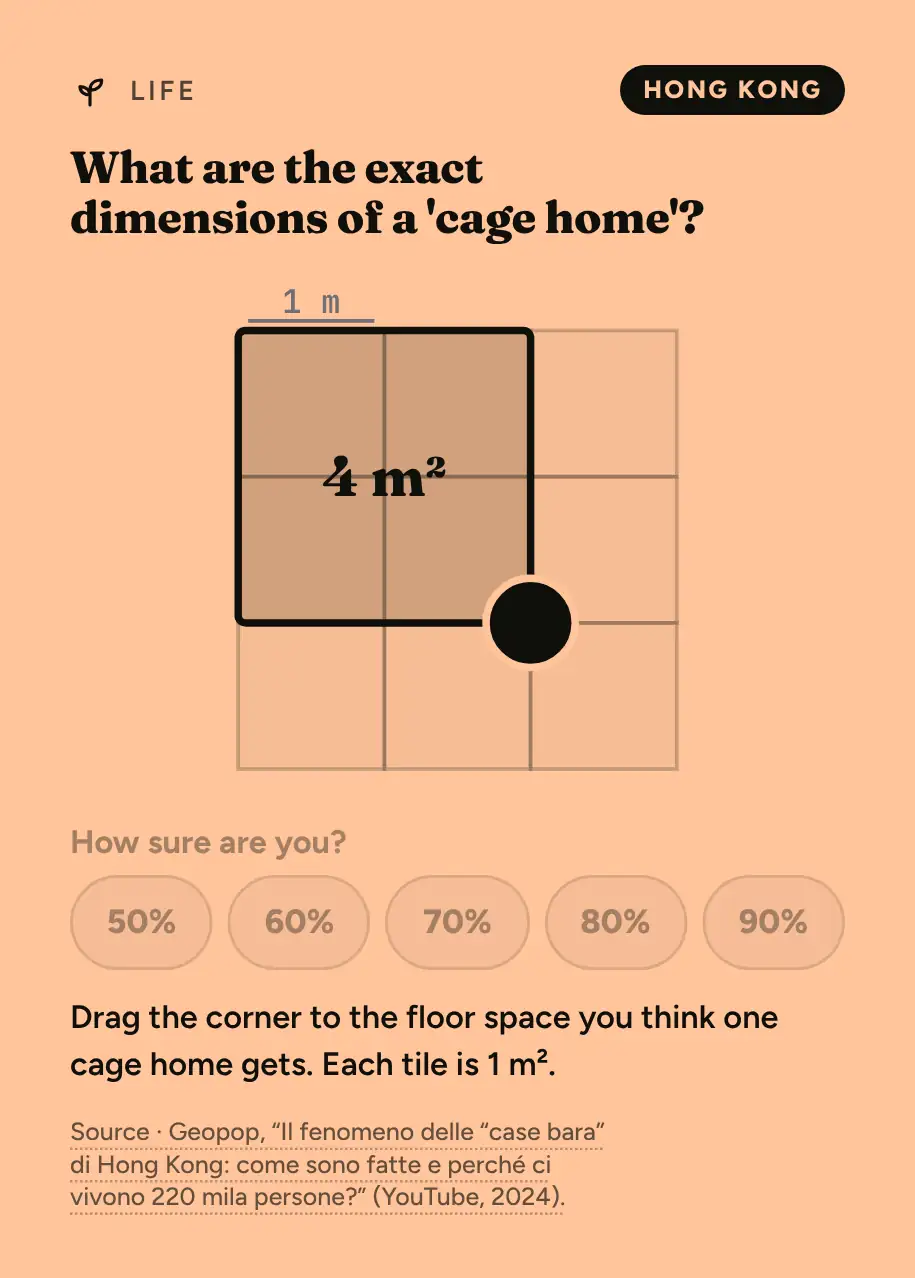 LIFE
HONG KONG
What are the exact
dimensions of a 'cage home'?
1 m
4 m²
How sure are you?
50%
60%
70%
80%
90%
Drag the corner to the floor space you think one
cage home gets. Each tile is 1 m².
Source · Geopop, “Il fenomeno delle “case bara”
di Hong Kong: come sono fatte e perché ci
vivono 220 mila persone?” (YouTube, 2024).